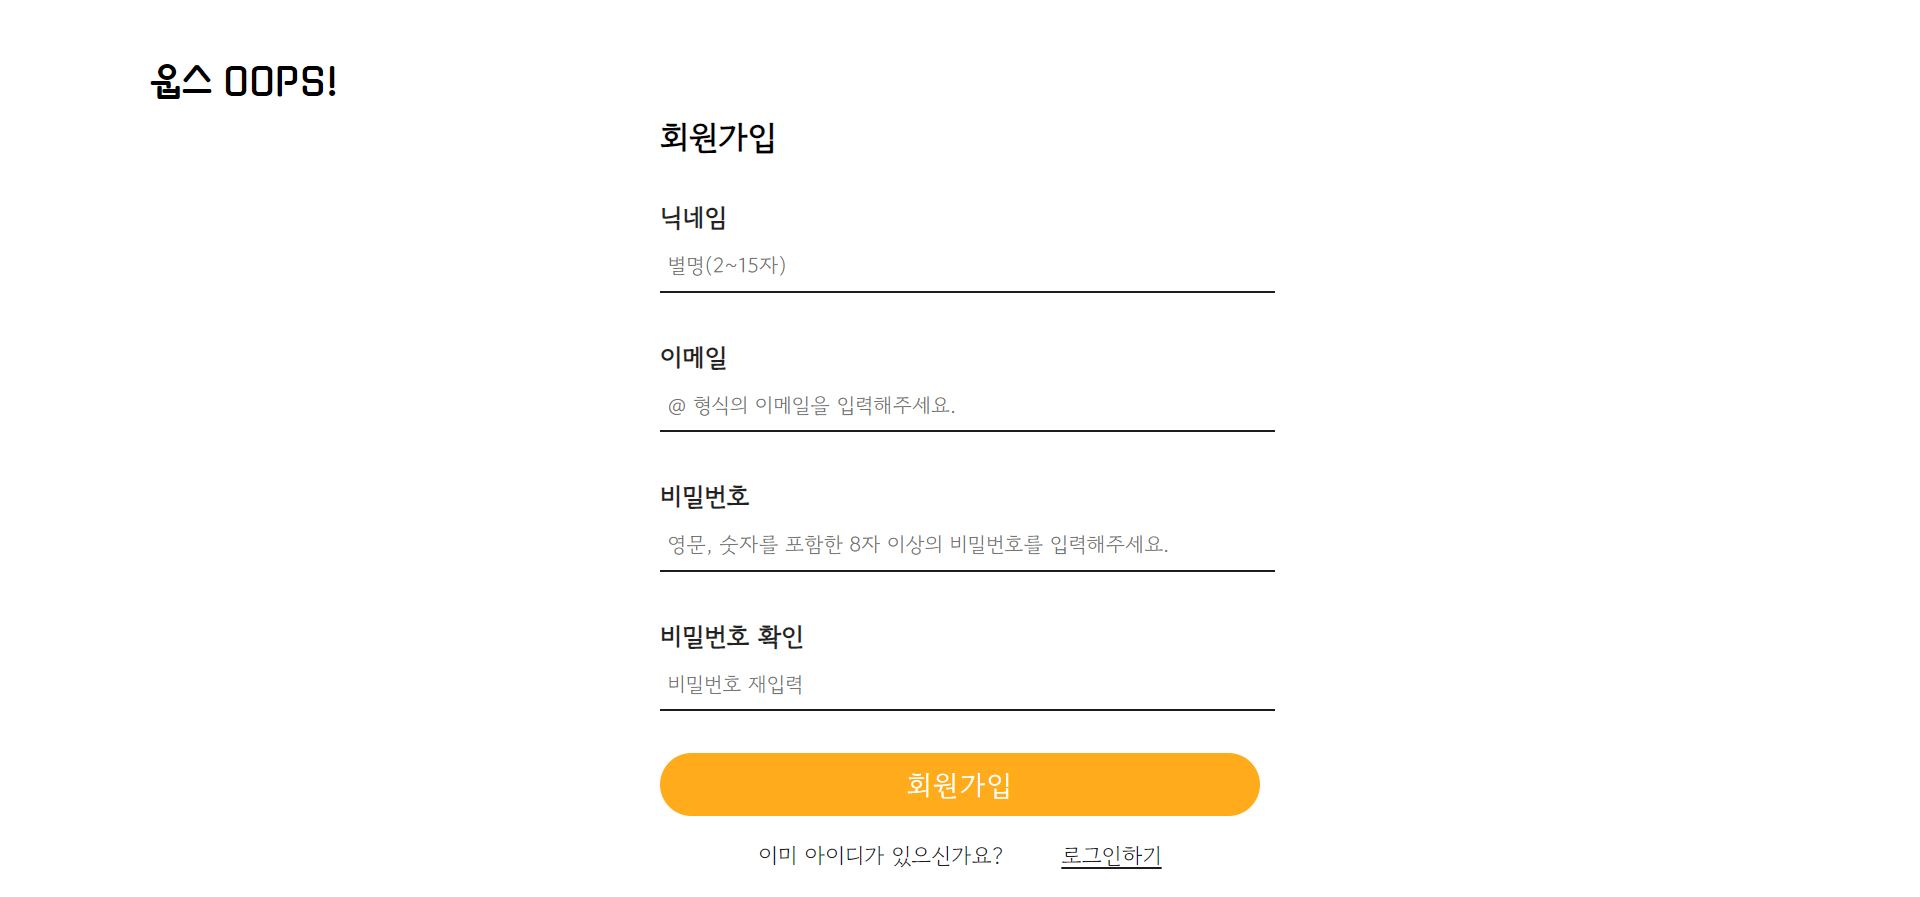 웁스 OOPS!
회원가입
닉네임
별명(2~15자)
이메일
@ 형식의 이메일을 입력해주세요.
비밀번호
영문, 숫자를 포함한 8자 이상의 비밀번호를 입력해주세요.
비밀번호 확인
비밀번호 재입력
회원가입
이미 아이디가 있으신가요? 로그인하기